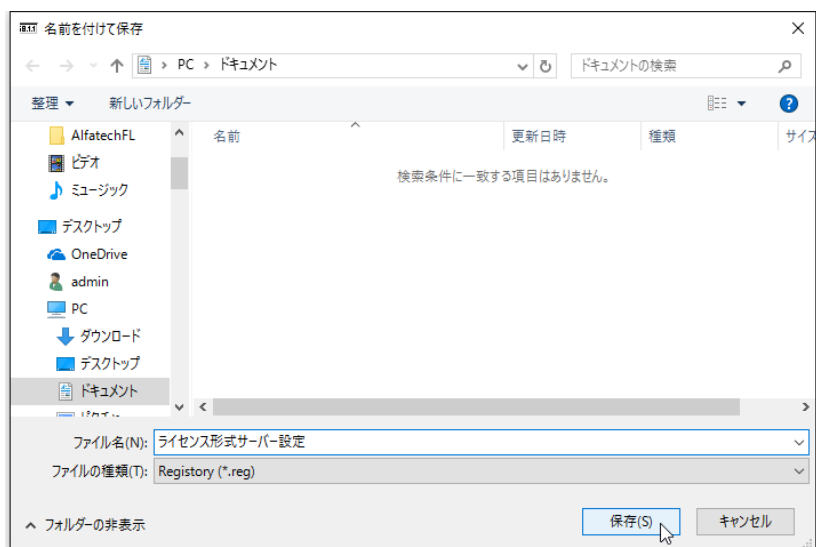 名前を付けて保存
PC > ドキュメント
ドキュメントの検索
整理
新しいフォルダー
名前
更新日時
種類
サイズ
検索条件に一致する項目はありません。
AlfatechFL
ビデオ
ミュージック
デスクトップ
OneDrive
admin
PC
ダウンロード
デスクトップ
ドキュメント
ファイル名(N): ライセンス形式サーバー設定
ファイルの種類(T): Registory (*.reg)
フォルダーの非表示
保存(S)
キャンセル